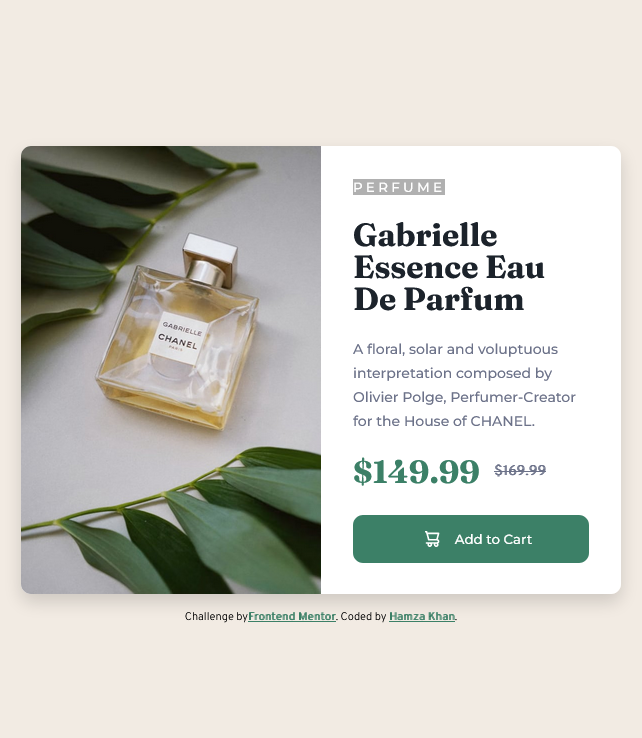 GABRIELLE
CHANEL
PARIS
PERFUME
Gabrielle
Essence Eau
De Parfum
A floral, solar and voluptuous
interpretation composed by
Olivier Polge, Perfumer-Creator
for the House of CHANEL.
$149.99 $169.99
Add to Cart
Challenge byFrontend Mentor. Coded by Hamza Khan.